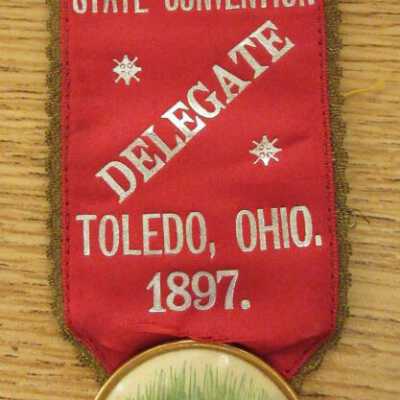 STATE CONVENTION
DELEGATE
TOLEDO, OHIO.
1897.